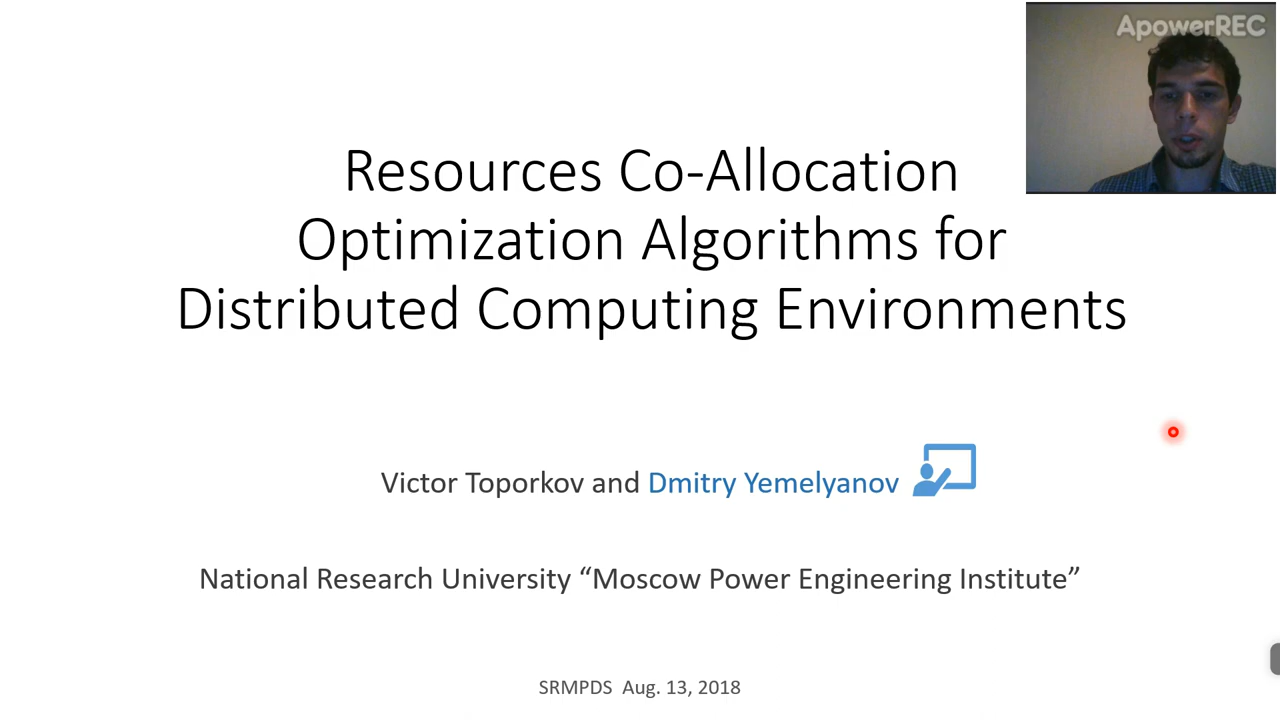 ApowerREC
Resources Co-Allocation
Optimization Algorithms for
Distributed Computing Environments
Victor Toporkov and Dmitry Yemelyanov
National Research University “Moscow Power Engineering Institute”
SRMPDS Aug. 13, 2018